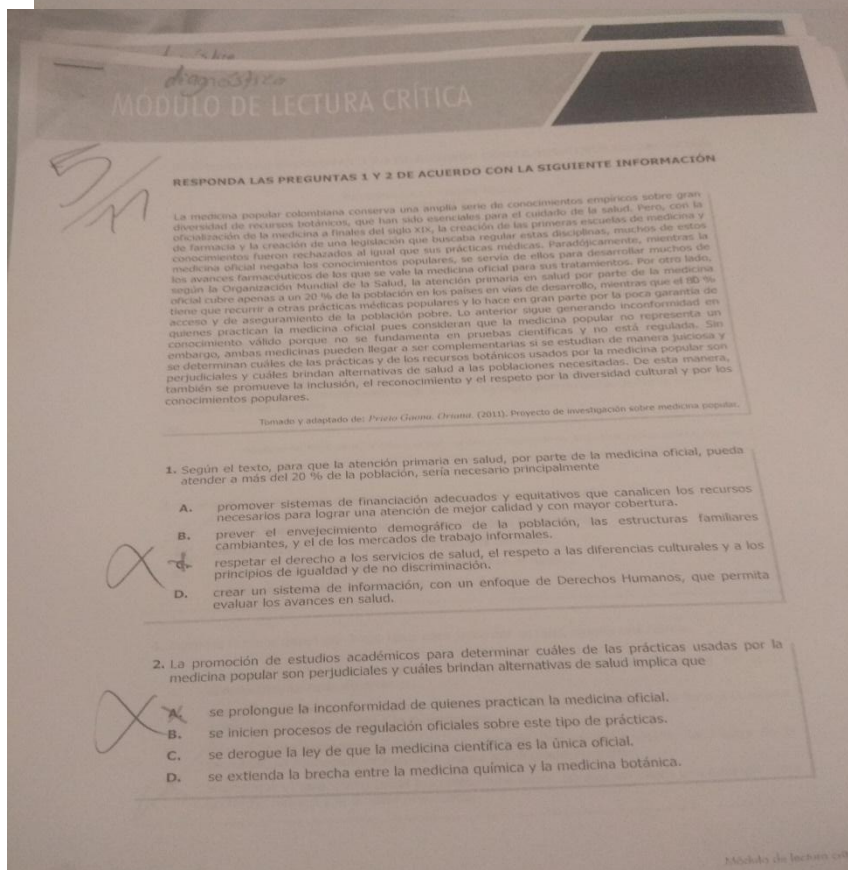 diagnóstico
MÓDULO DE LECTURA CRÍTICA
5/11
RESPONDA LAS PREGUNTAS 1 Y 2 DE ACUERDO CON LA SIGUIENTE INFORMACIÓN
La medicina popular colombiana conserva una amplia serie de conocimientos empíricos sobre gran
diversidad de recursos botánicos, que han sido esenciales para el cuidado de la salud. Pero, con la
oficialización de la medicina a finales del siglo XIX, la creación de las primeras escuelas de medicina y
de farmacia y la creación de una legislación que buscaba regular estas disciplinas, muchos de estos
conocimientos fueron rechazados al igual que sus prácticas médicas. Paradójicamente, mientras la
medicina oficial negaba los conocimientos populares, se servía de ellos para desarrollar muchos de
los avances farmacéuticos de los que se vale la medicina oficial para sus tratamientos. Por otro lado,
según la Organización Mundial de la Salud, la atención primaria en salud por parte de la medicina
oficial cubre apenas a un 20 % de la población en los países en vías de desarrollo, mientras que el 80 %
tiene que recurrir a otras prácticas médicas populares y lo hace en gran parte por la poca garantía de
acceso y de aseguramiento de la población pobre. Lo anterior sigue generando inconformidad en
quienes practican la medicina oficial pues consideran que la medicina popular no representa un
conocimiento válido porque no se fundamenta en pruebas científicas y no está regulada. Sin
embargo, ambas medicinas pueden llegar a ser complementarias si se estudian de manera juiciosa y
se determinan cuáles de las prácticas y de los recursos botánicos usados por la medicina popular son
perjudiciales y cuáles brindan alternativas de salud a las poblaciones necesitadas. De esta manera,
también se promueve la inclusión, el reconocimiento y el respeto por la diversidad cultural y por los
conocimientos populares.
Tomado y adaptado de: Prieto Gaona, Oriana. (2011). Proyecto de investigación sobre medicina popular.
1. Según el texto, para que la atención primaria en salud, por parte de la medicina oficial, pueda
atender a más del 20 % de la población, sería necesario principalmente
A. promover sistemas de financiación adecuados y equitativos que canalicen los recursos
necesarios para lograr una atención de mejor calidad y con mayor cobertura.
B. prever el envejecimiento demográfico de la población, las estructuras familiares
cambiantes, y el de los mercados de trabajo informales.
C. respetar el derecho a los servicios de salud, el respeto a las diferencias culturales y a los
principios de igualdad y de no discriminación.
D. crear un sistema de información, con un enfoque de Derechos Humanos, que permita
evaluar los avances en salud.
2. La promoción de estudios académicos para determinar cuáles de las prácticas usadas por la
medicina popular son perjudiciales y cuáles brindan alternativas de salud implica que
A. se prolongue la inconformidad de quienes practican la medicina oficial.
B. se inicien procesos de regulación oficiales sobre este tipo de prácticas.
C. se derogue la ley de que la medicina científica es la única oficial.
D. se extienda la brecha entre la medicina química y la medicina botánica.
Módulo de lectura